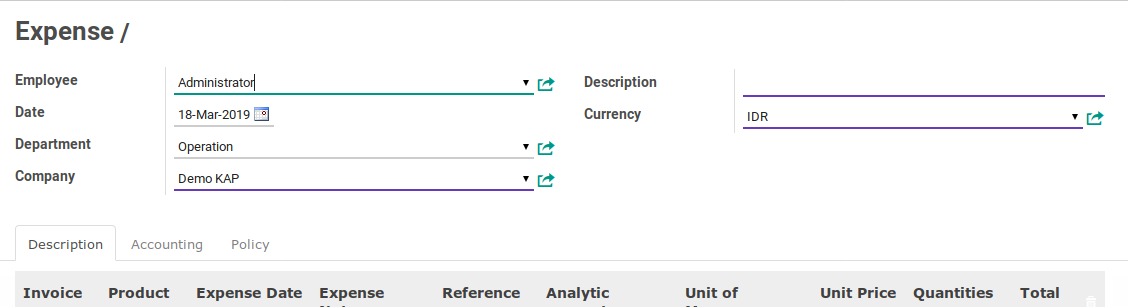 Expense /
Employee Administrator
Date 18-Mar-2019
Department Operation
Company Demo KAP
Description
Currency IDR
Description Accounting Policy
Invoice Product Expense Date Expense Reference Analytic Unit of Unit Price Quantities Total